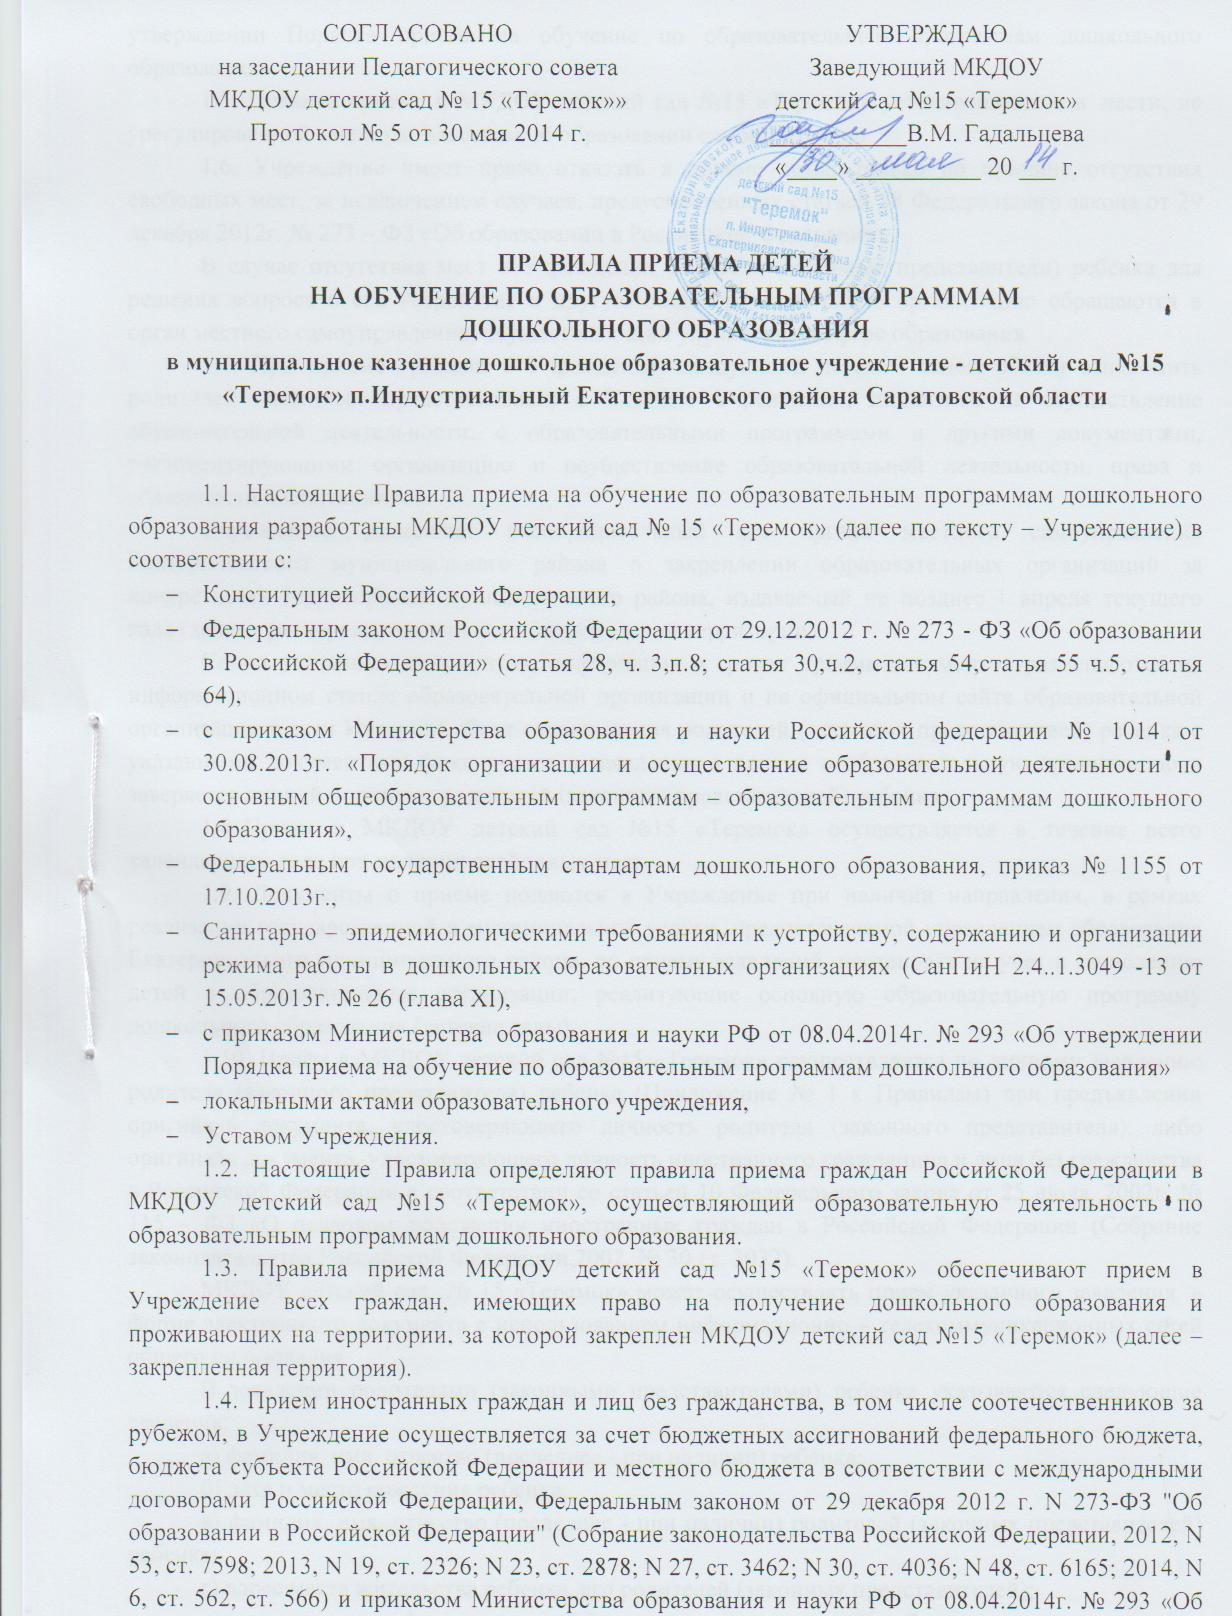 СОГЛАСОВАНО
на заседании Педагогического совета
МКДОУ детский сад № 15 «Теремок»»
Протокол № 5 от 30 мая 2014 г.
УТВЕРЖДАЮ
Заведующий МКДОУ
детский сад №15 «Теремок»
В.М. Гадальцева
«30» мая 2014 г.
детский сад №15
"Теремок"
п. Индустриальный
Екатериновского района
Саратовской области
ПРАВИЛА ПРИЕМА ДЕТЕЙ
НА ОБУЧЕНИЕ ПО ОБРАЗОВАТЕЛЬНЫМ ПРОГРАММАМ
ДОШКОЛЬНОГО ОБРАЗОВАНИЯ
в муниципальное казенное дошкольное образовательное учреждение - детский сад №15
«Теремок» п.Индустриальный Екатериновского района Саратовской области
1.1. Настоящие Правила приема на обучение по образовательным программам дошкольного
образования разработаны МКДОУ детский сад № 15 «Теремок» (далее по тексту – Учреждение) в
соответствии с:
– Конституцией Российской Федерации,
– Федеральным законом Российской Федерации от 29.12.2012 г. № 273 - ФЗ «Об образовании
в Российской Федерации» (статья 28, ч. 3,п.8; статья 30,ч.2, статья 54,статья 55 ч.5, статья
64),
– с приказом Министерства образования и науки Российской федерации № 1014 от
30.08.2013г. «Порядок организации и осуществление образовательной деятельности по
основным общеобразовательным программам – образовательным программам дошкольного
образования»,
– Федеральным государственным стандартам дошкольного образования, приказ № 1155 от
17.10.2013г.,
– Санитарно – эпидемиологическими требованиями к устройству, содержанию и организации
режима работы в дошкольных образовательных организациях (СанПиН 2.4..1.3049 -13 от
15.05.2013г. № 26 (глава XI),
– с приказом Министерства образования и науки РФ от 08.04.2014г. № 293 «Об утверждении
Порядка приема на обучение по образовательным программам дошкольного образования»
– локальными актами образовательного учреждения,
– Уставом Учреждения.
1.2. Настоящие Правила определяют правила приема граждан Российской Федерации в
МКДОУ детский сад №15 «Теремок», осуществляющий образовательную деятельность по
образовательным программам дошкольного образования.
1.3. Правила приема МКДОУ детский сад №15 «Теремок» обеспечивают прием в
Учреждение всех граждан, имеющих право на получение дошкольного образования и
проживающих на территории, за которой закреплен МКДОУ детский сад №15 «Теремок» (далее –
закрепленная территория).
1.4. Прием иностранных граждан и лиц без гражданства, в том числе соотечественников за
рубежом, в Учреждение осуществляется за счет бюджетных ассигнований федерального бюджета,
бюджета субъекта Российской Федерации и местного бюджета в соответствии с международными
договорами Российской Федерации, Федеральным законом от 29 декабря 2012 г. N 273-ФЗ "Об
образовании в Российской Федерации" (Собрание законодательства Российской Федерации, 2012, N
53, ст. 7598; 2013, N 19, ст. 2326; N 23, ст. 2878; N 27, ст. 3462; N 30, ст. 4036; N 48, ст. 6165; 2014, N
6, ст. 562, ст. 566) и приказом Министерства образования и науки РФ от 08.04.2014г. № 293 «Об